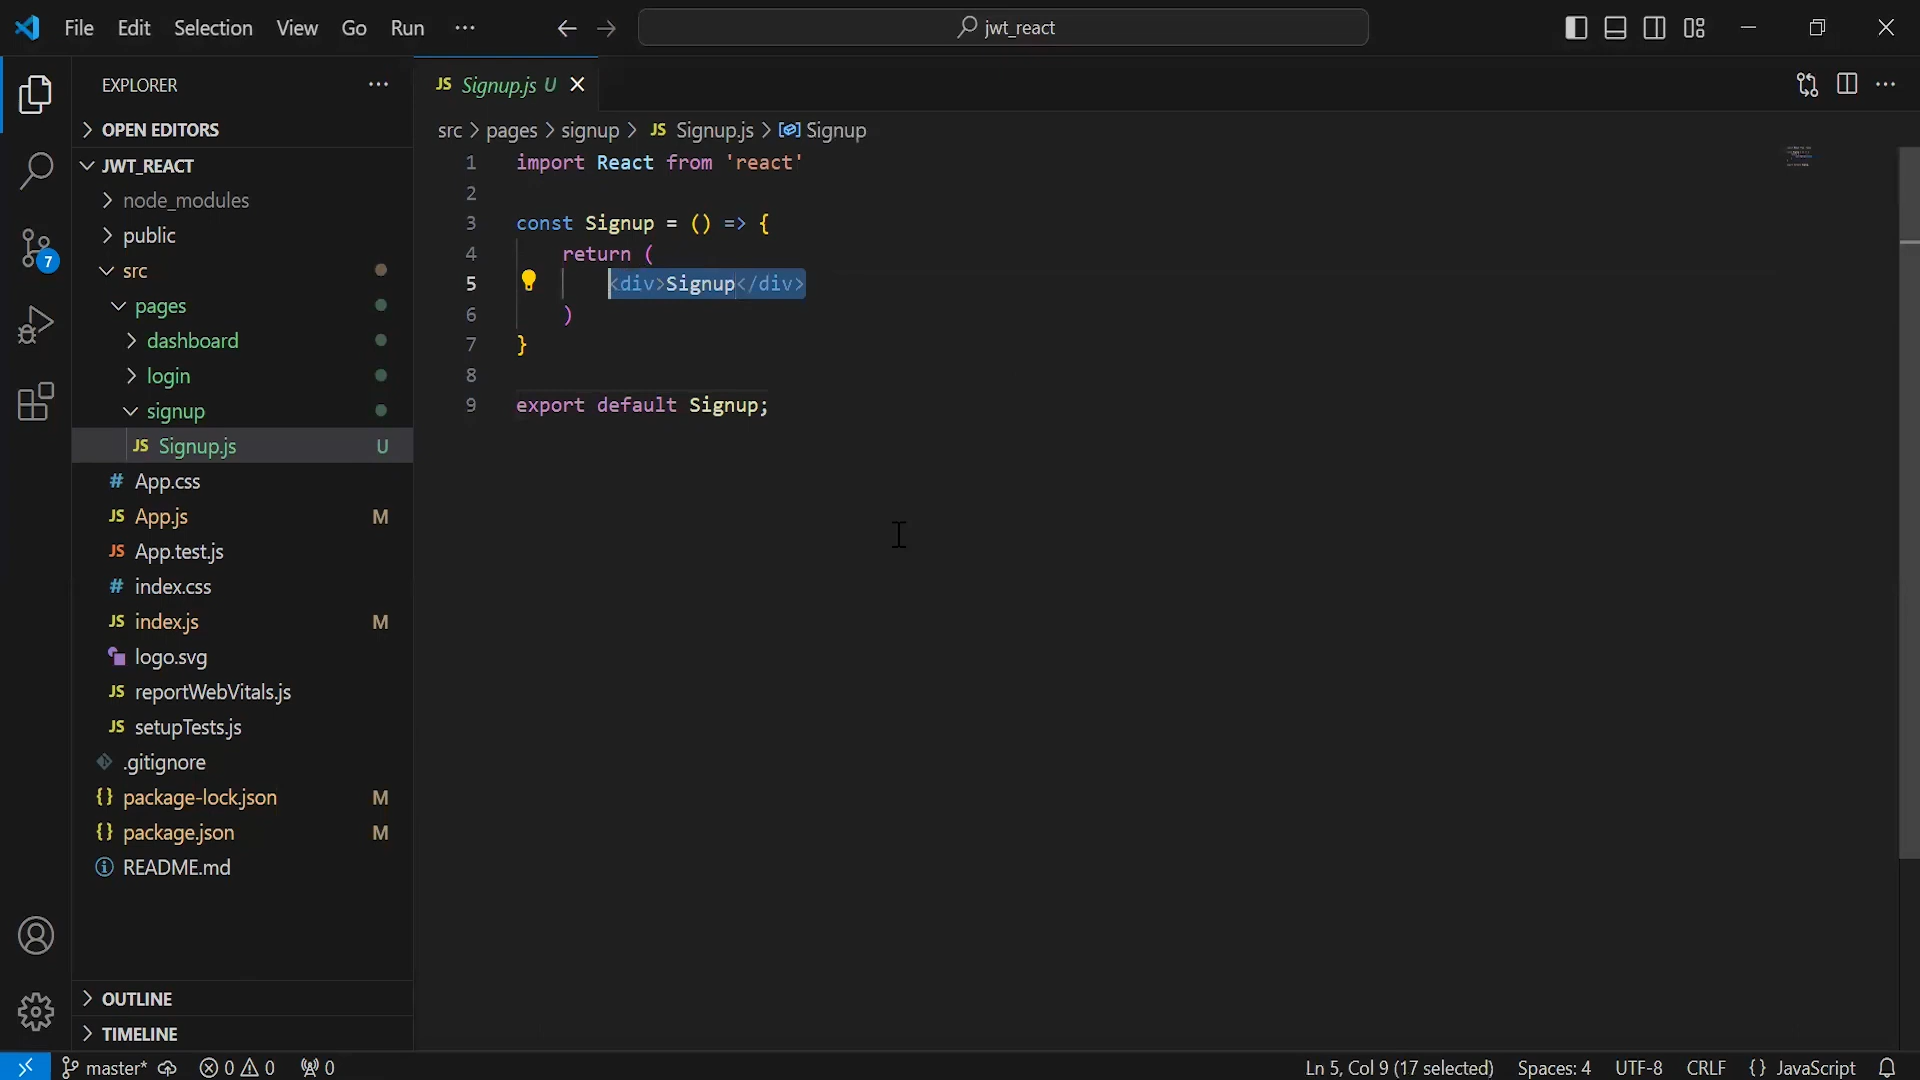 File Edit Selection View Go Run ··· jwt_react
EXPLORER ···
OPEN EDITORS
JWT_REACT
node_modules
public
src
pages
dashboard
login
signup
JS Signup.js U
# App.css
JS App.js M
JS App.test.js
# index.css
JS index.js M
logo.svg
JS reportWebVitals.js
JS setupTests.js
.gitignore
{} package-lock.json M
{} package.json M
README.md
OUTLINE
TIMELINE
7
JS Signup.js U
src > pages > signup > JS Signup.js > Signup
1 import React from 'react'
2
3 const Signup = () => {
4 return (
5 <div>Signup</div>
6 )
7 }
8
9 export default Signup;
master* 0 0 0 Ln 5, Col 9 (17 selected) Spaces: 4 UTF-8 CRLF {} JavaScript